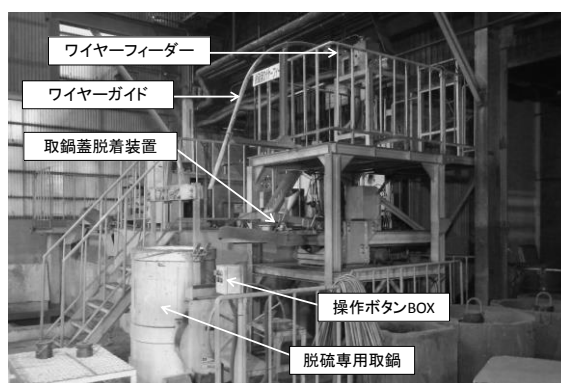 ワイヤーフィーダー
ワイヤーガイド
取鍋蓋脱着装置
操作ボタンBOX
脱硫専用取鍋